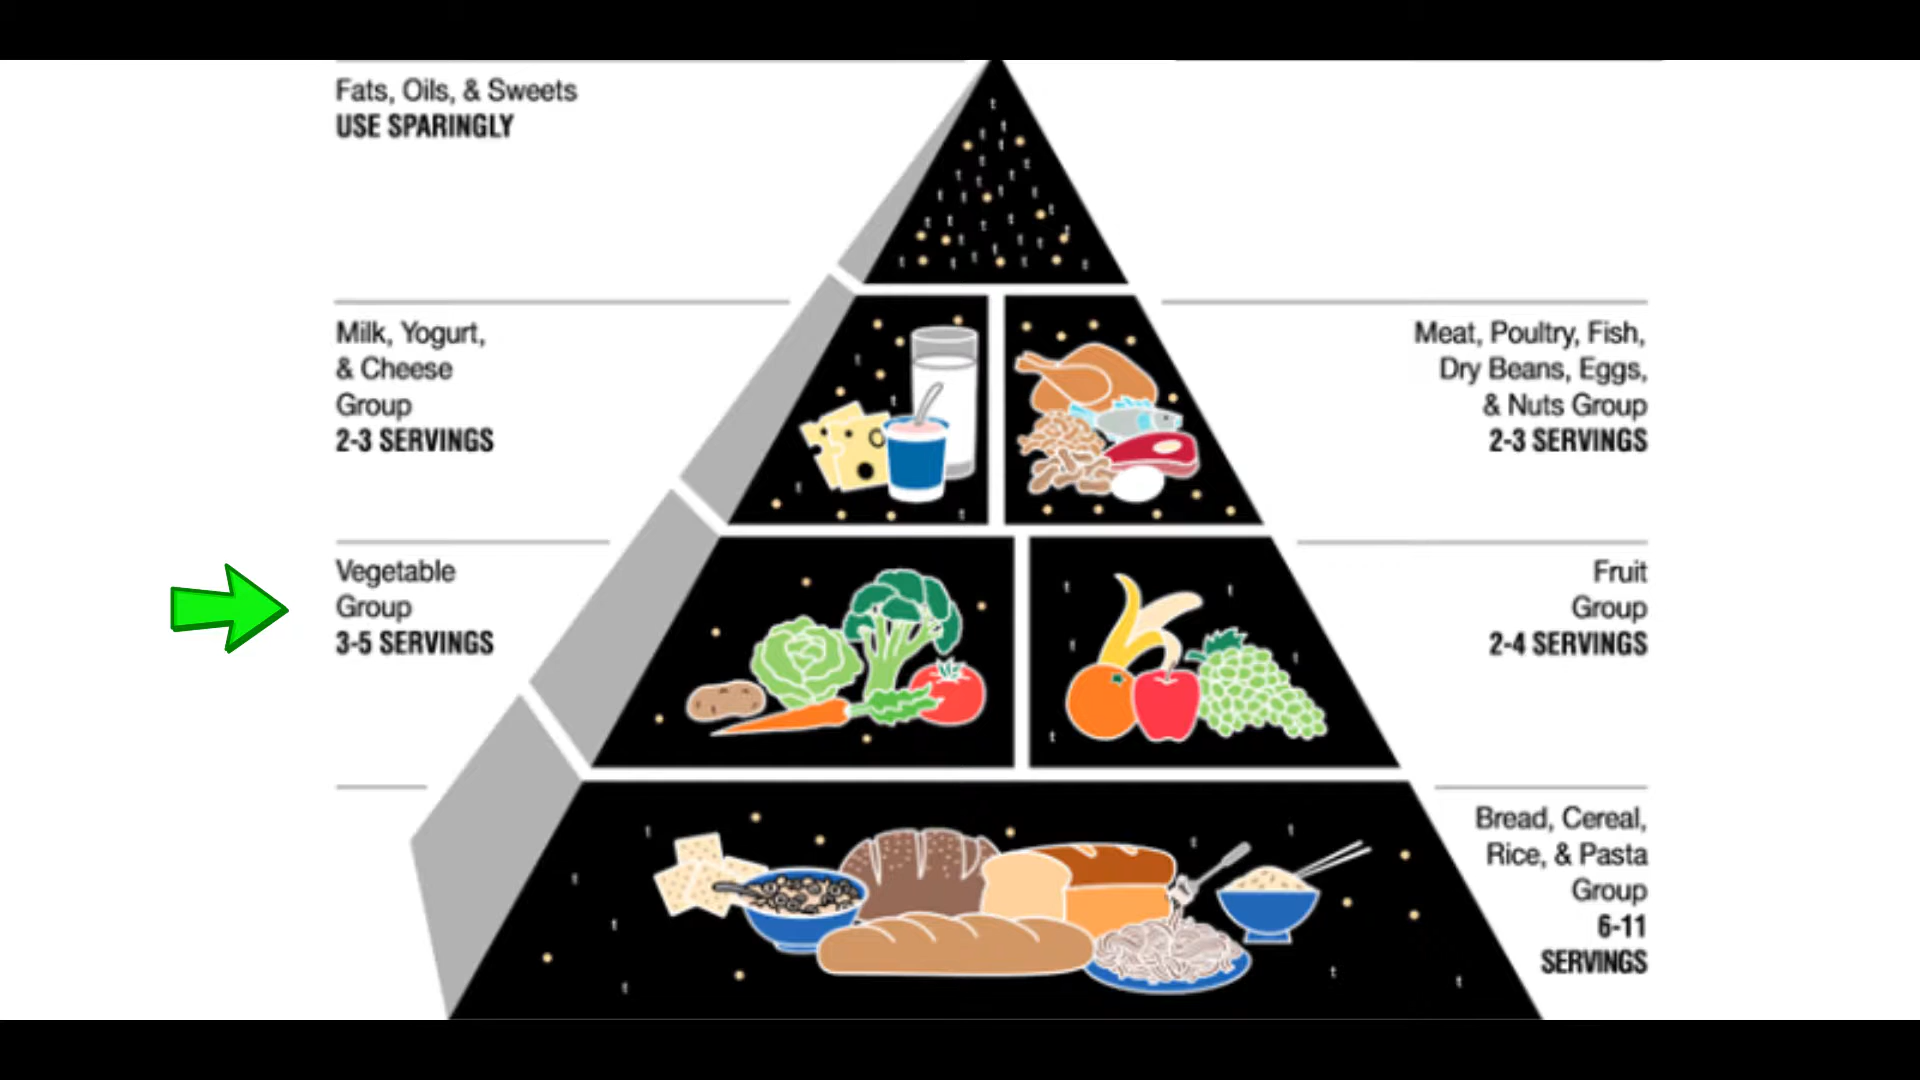 Fats, Oils, & Sweets
USE SPARINGLY
Milk, Yogurt,
& Cheese
Group
2-3 SERVINGS
Meat, Poultry, Fish,
Dry Beans, Eggs,
& Nuts Group
2-3 SERVINGS
Vegetable
Group
3-5 SERVINGS
Fruit
Group
2-4 SERVINGS
Bread, Cereal,
Rice, & Pasta
Group
6-11
SERVINGS